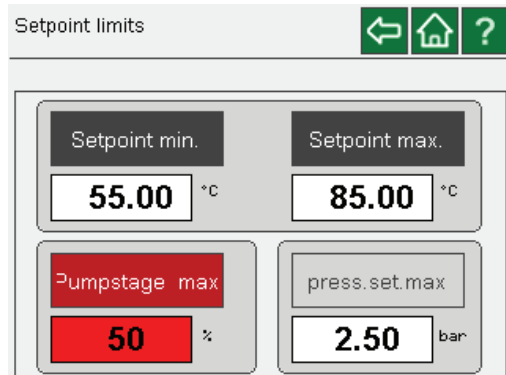 Setpoint limits ?
Setpoint min. Setpoint max.
55.00 °C 85.00 °C
Pumpstage max press.set.max
50 % 2.50 bar